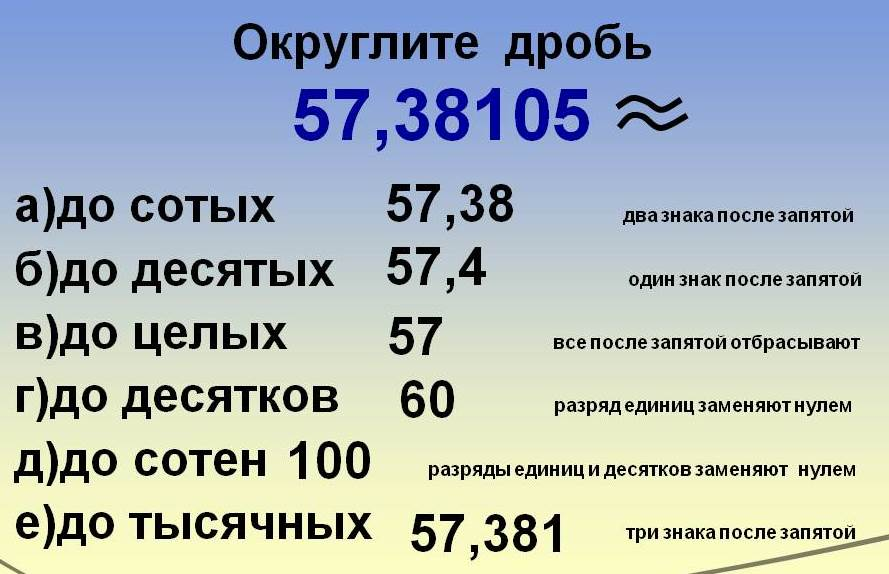 Округлите дробь
57,38105 ≈
а)до сотых 57,38 два знака после запятой
б)до десятых 57,4 один знак после запятой
в)до целых 57 все после запятой отбрасывают
г)до десятков 60 разряд единиц заменяют нулем
д)до сотен 100 разряды единиц и десятков заменяют нулем
е)до тысячных 57,381 три знака после запятой